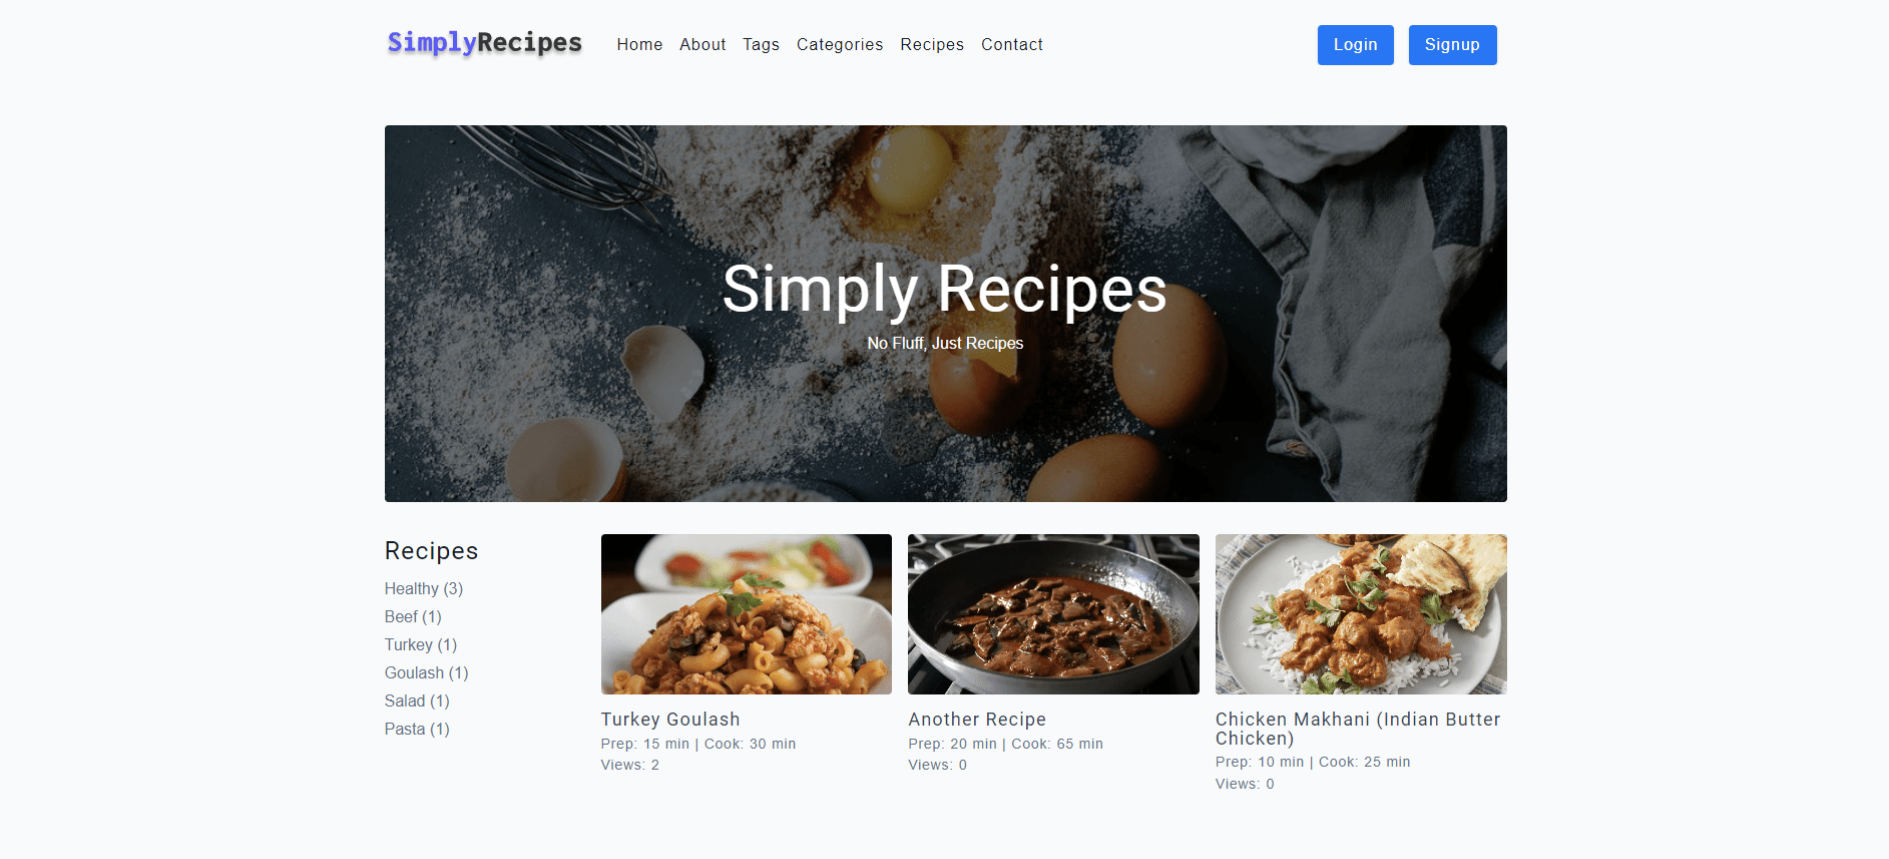 SimplyRecipes
Home About Tags Categories Recipes Contact
Login Signup
Simply Recipes
No Fluff, Just Recipes
Recipes
Healthy (3)
Beef (1)
Turkey (1)
Goulash (1)
Salad (1)
Pasta (1)
Turkey Goulash
Prep: 15 min | Cook: 30 min
Views: 2
Another Recipe
Prep: 20 min | Cook: 65 min
Views: 0
Chicken Makhani (Indian Butter
Chicken)
Prep: 10 min | Cook: 25 min
Views: 0